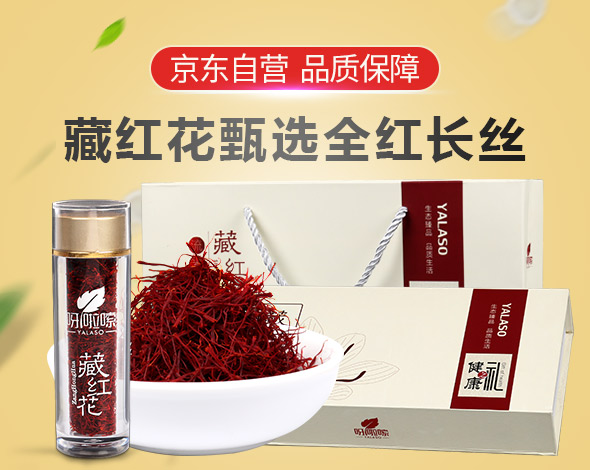 京东自营 品质保障
藏红花甄选全红长丝
YALASO
生态臻品 品质生活
藏红
YALASO
生态臻品 品质生活
健康之礼
呀啦嗦
呀啦嗦
YALASO
藏红花
ZangHongHua